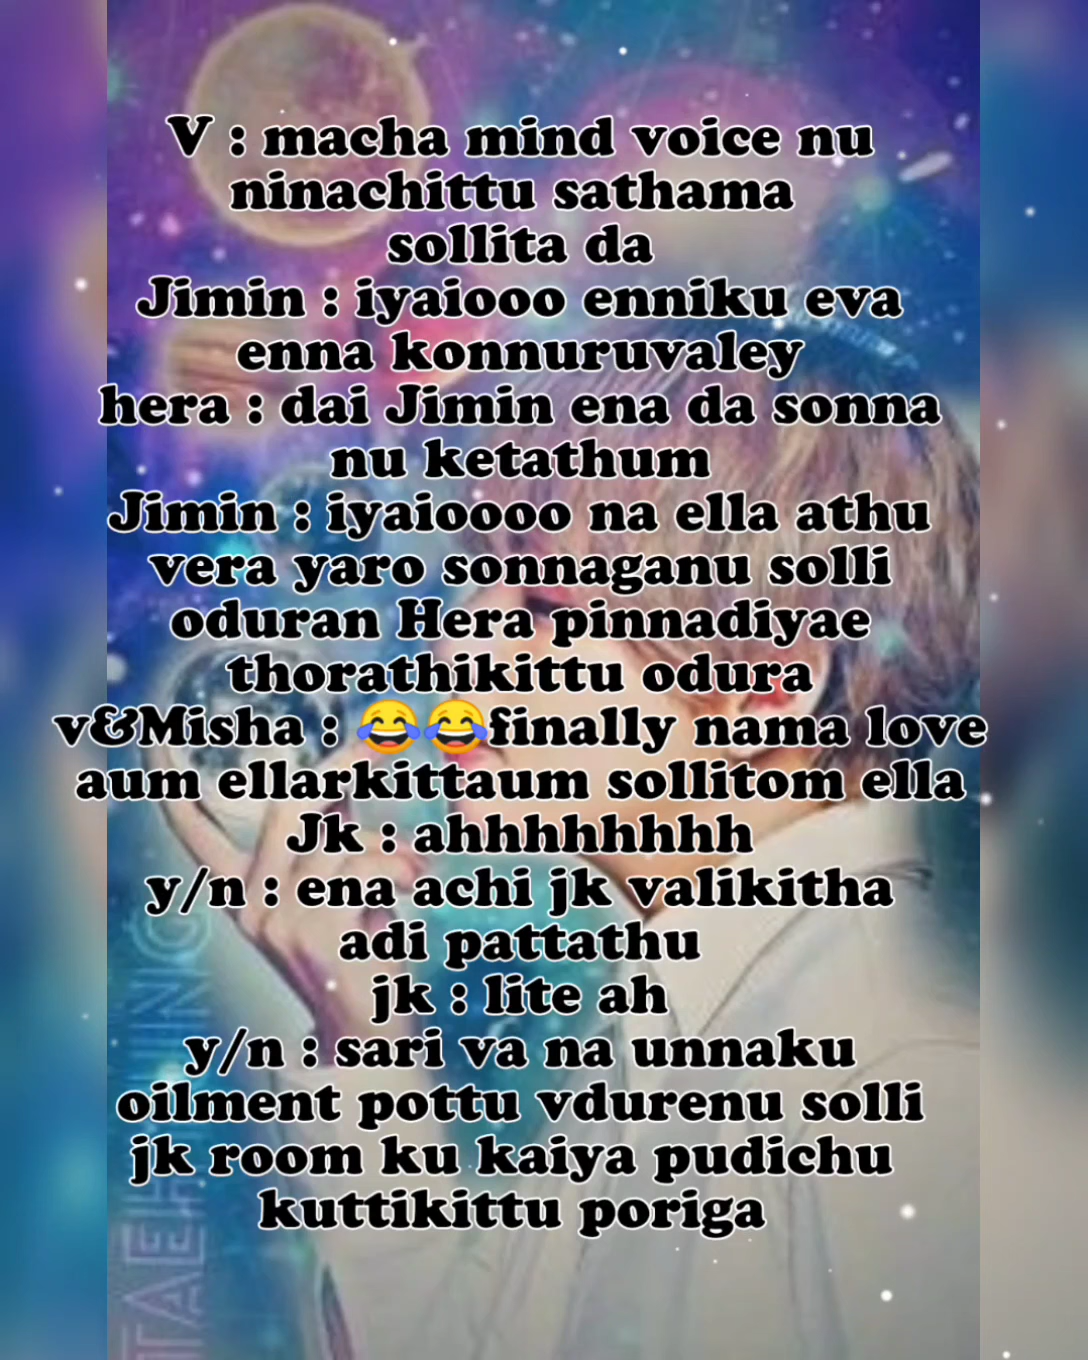 V : macha mind voice nu
ninachittu sathama
sollita da
Jimin : iyaiooo enniku eva
enna konnuruvaley
hera : dai Jimin ena da sonna
nu ketathum
Jimin : iyaioooo na ella athu
vera yaro sonnaganu solli
oduran Hera pinnadiyae
thorathikittu odura
v&Misha : 😂😂finally nama love
aum ellarkittaum sollitom ella
Jk : ahhhhhhhh
y/n : ena achi jk valikitha
adi pattathu
jk : lite ah
y/n : sari va na unnaku
oilment pottu vdurenu solli
jk room ku kaiya pudichu
kuttikittu poriga